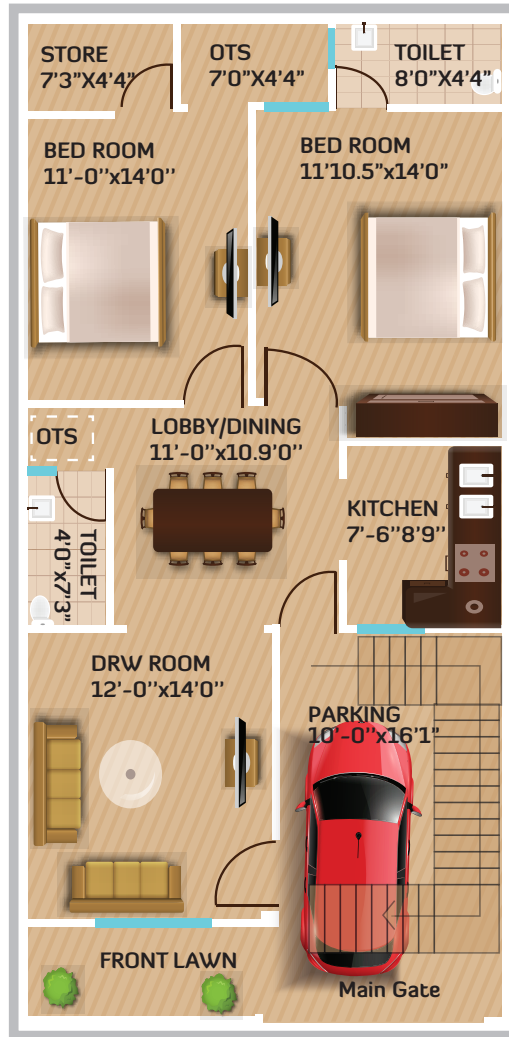 STORE
7'3"X4'4"
OTS
7'0"X4'4"
TOILET
8'0"X4'4"
BED ROOM
11'-0''x14'0''
BED ROOM
11'10.5"x14'0"
OTS
LOBBY/DINING
11'-0''x10.9'0''
TOILET
4'0"x7'3"
KITCHEN
7'-6''8'9''
DRW ROOM
12'-0''x14'0''
PARKING
10'-0''x16'1"
FRONT LAWN
Main Gate